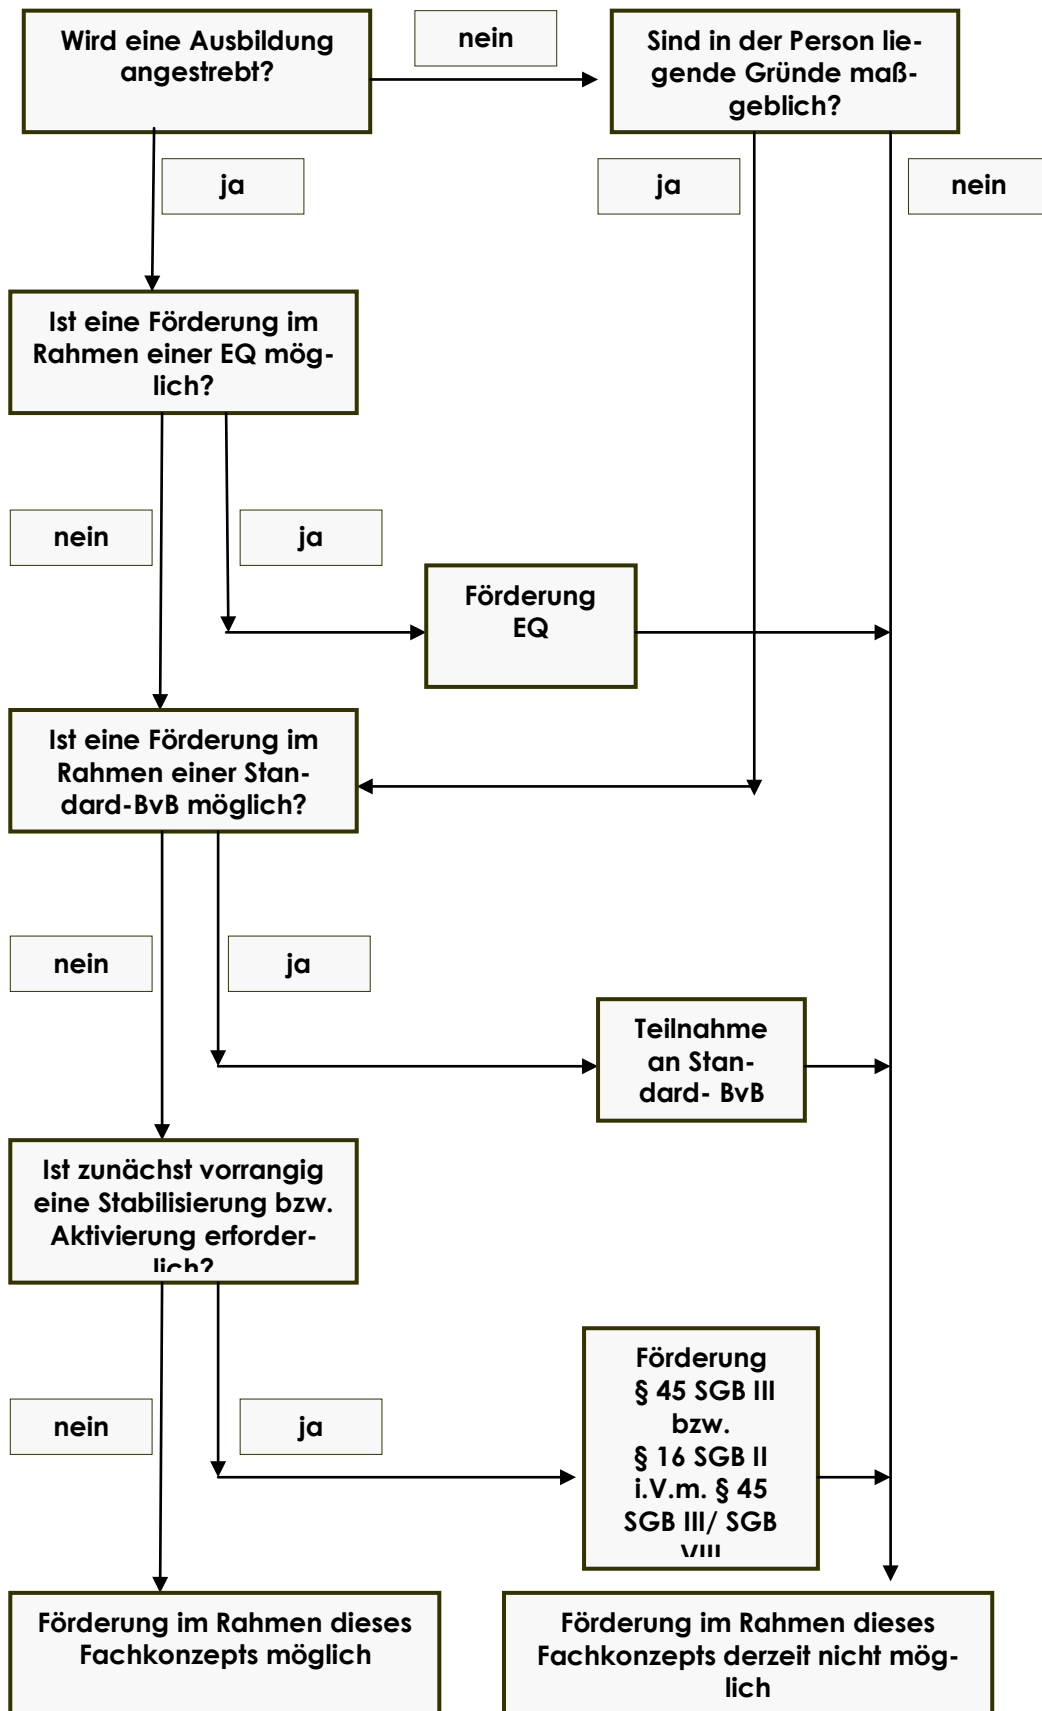 Wird eine Ausbildung
angestrebt?
nein
Sind in der Person lie-
gende Gründe maß-
geblich?
ja
ja
nein
Ist eine Förderung im
Rahmen einer EQ mög-
lich?
nein
ja
Förderung
EQ
Ist eine Förderung im
Rahmen einer Stan-
dard-BvB möglich?
nein
ja
Teilnahme
an Stan-
dard- BvB
Ist zunächst vorrangig
eine Stabilisierung bzw.
Aktivierung erforder-
lich?
nein
ja
Förderung
§ 45 SGB III
bzw.
§ 16 SGB II
i.V.m. § 45
SGB III/ SGB
VIII
Förderung im Rahmen dieses
Fachkonzepts möglich
Förderung im Rahmen dieses
Fachkonzepts derzeit nicht mög-
lich